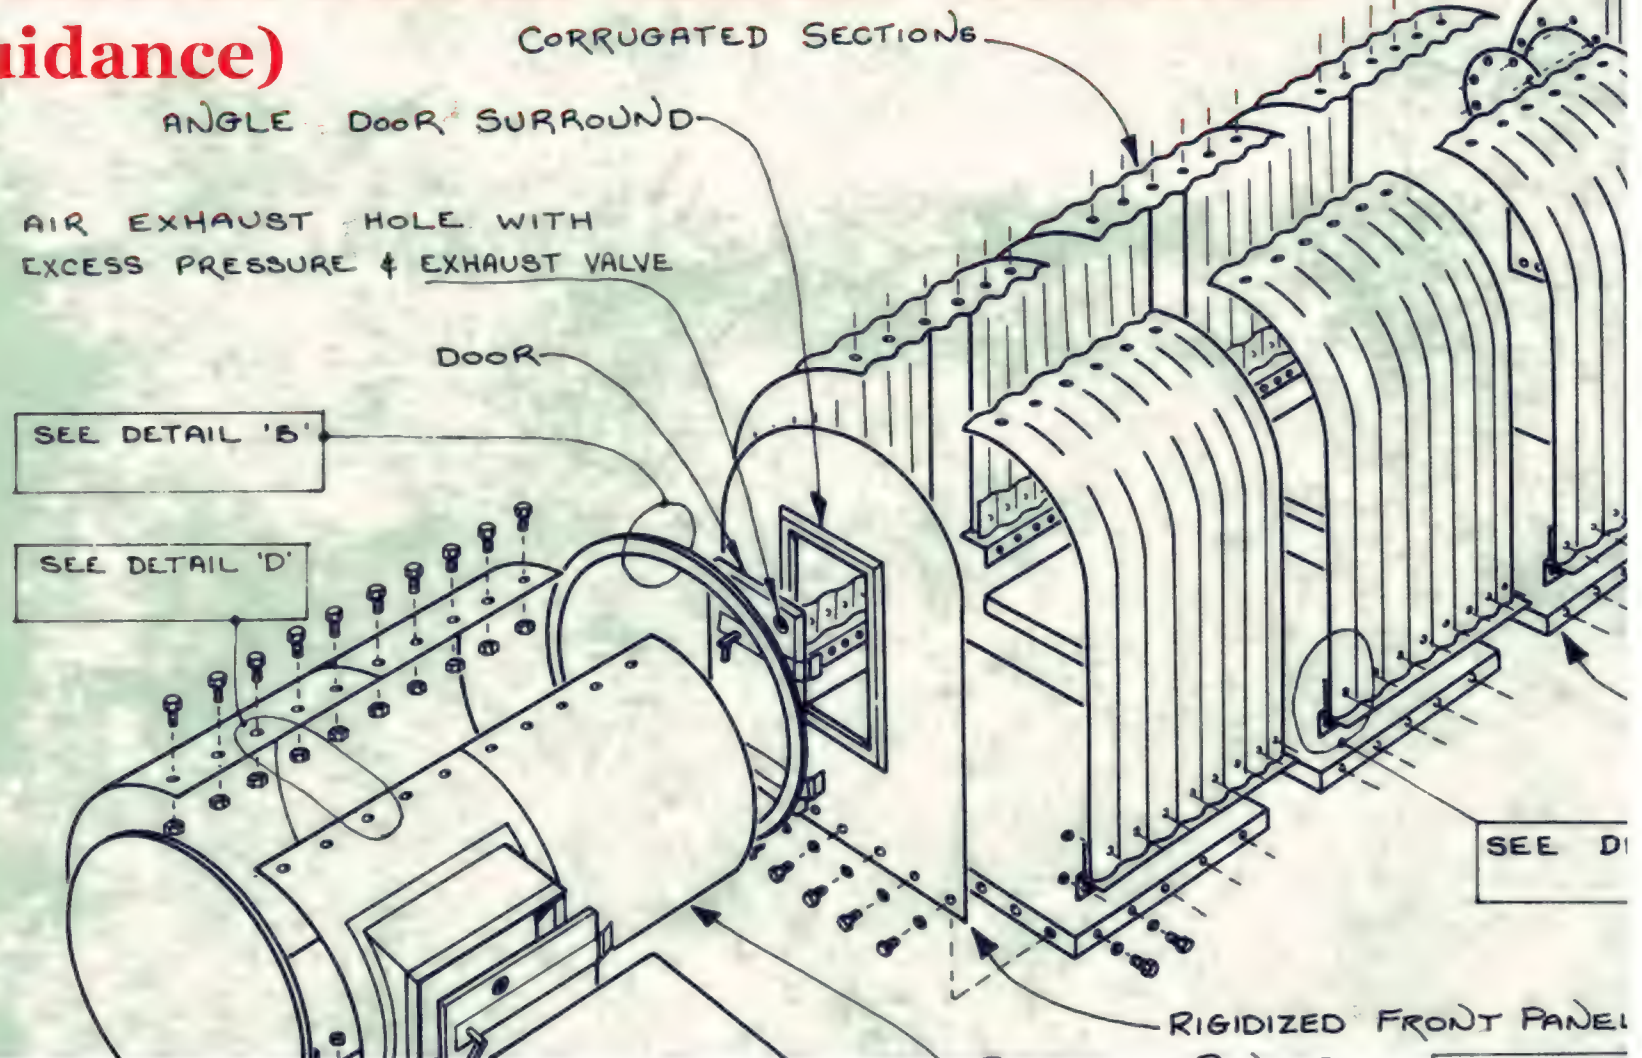 uidance)
CORRUGATED SECTIONS
ANGLE DOOR SURROUND
AIR EXHAUST HOLE WITH
EXCESS PRESSURE & EXHAUST VALVE
DOOR
SEE DETAIL 'B'
SEE DETAIL 'D'
SEE
RIGIDIZED FRONT PANEL